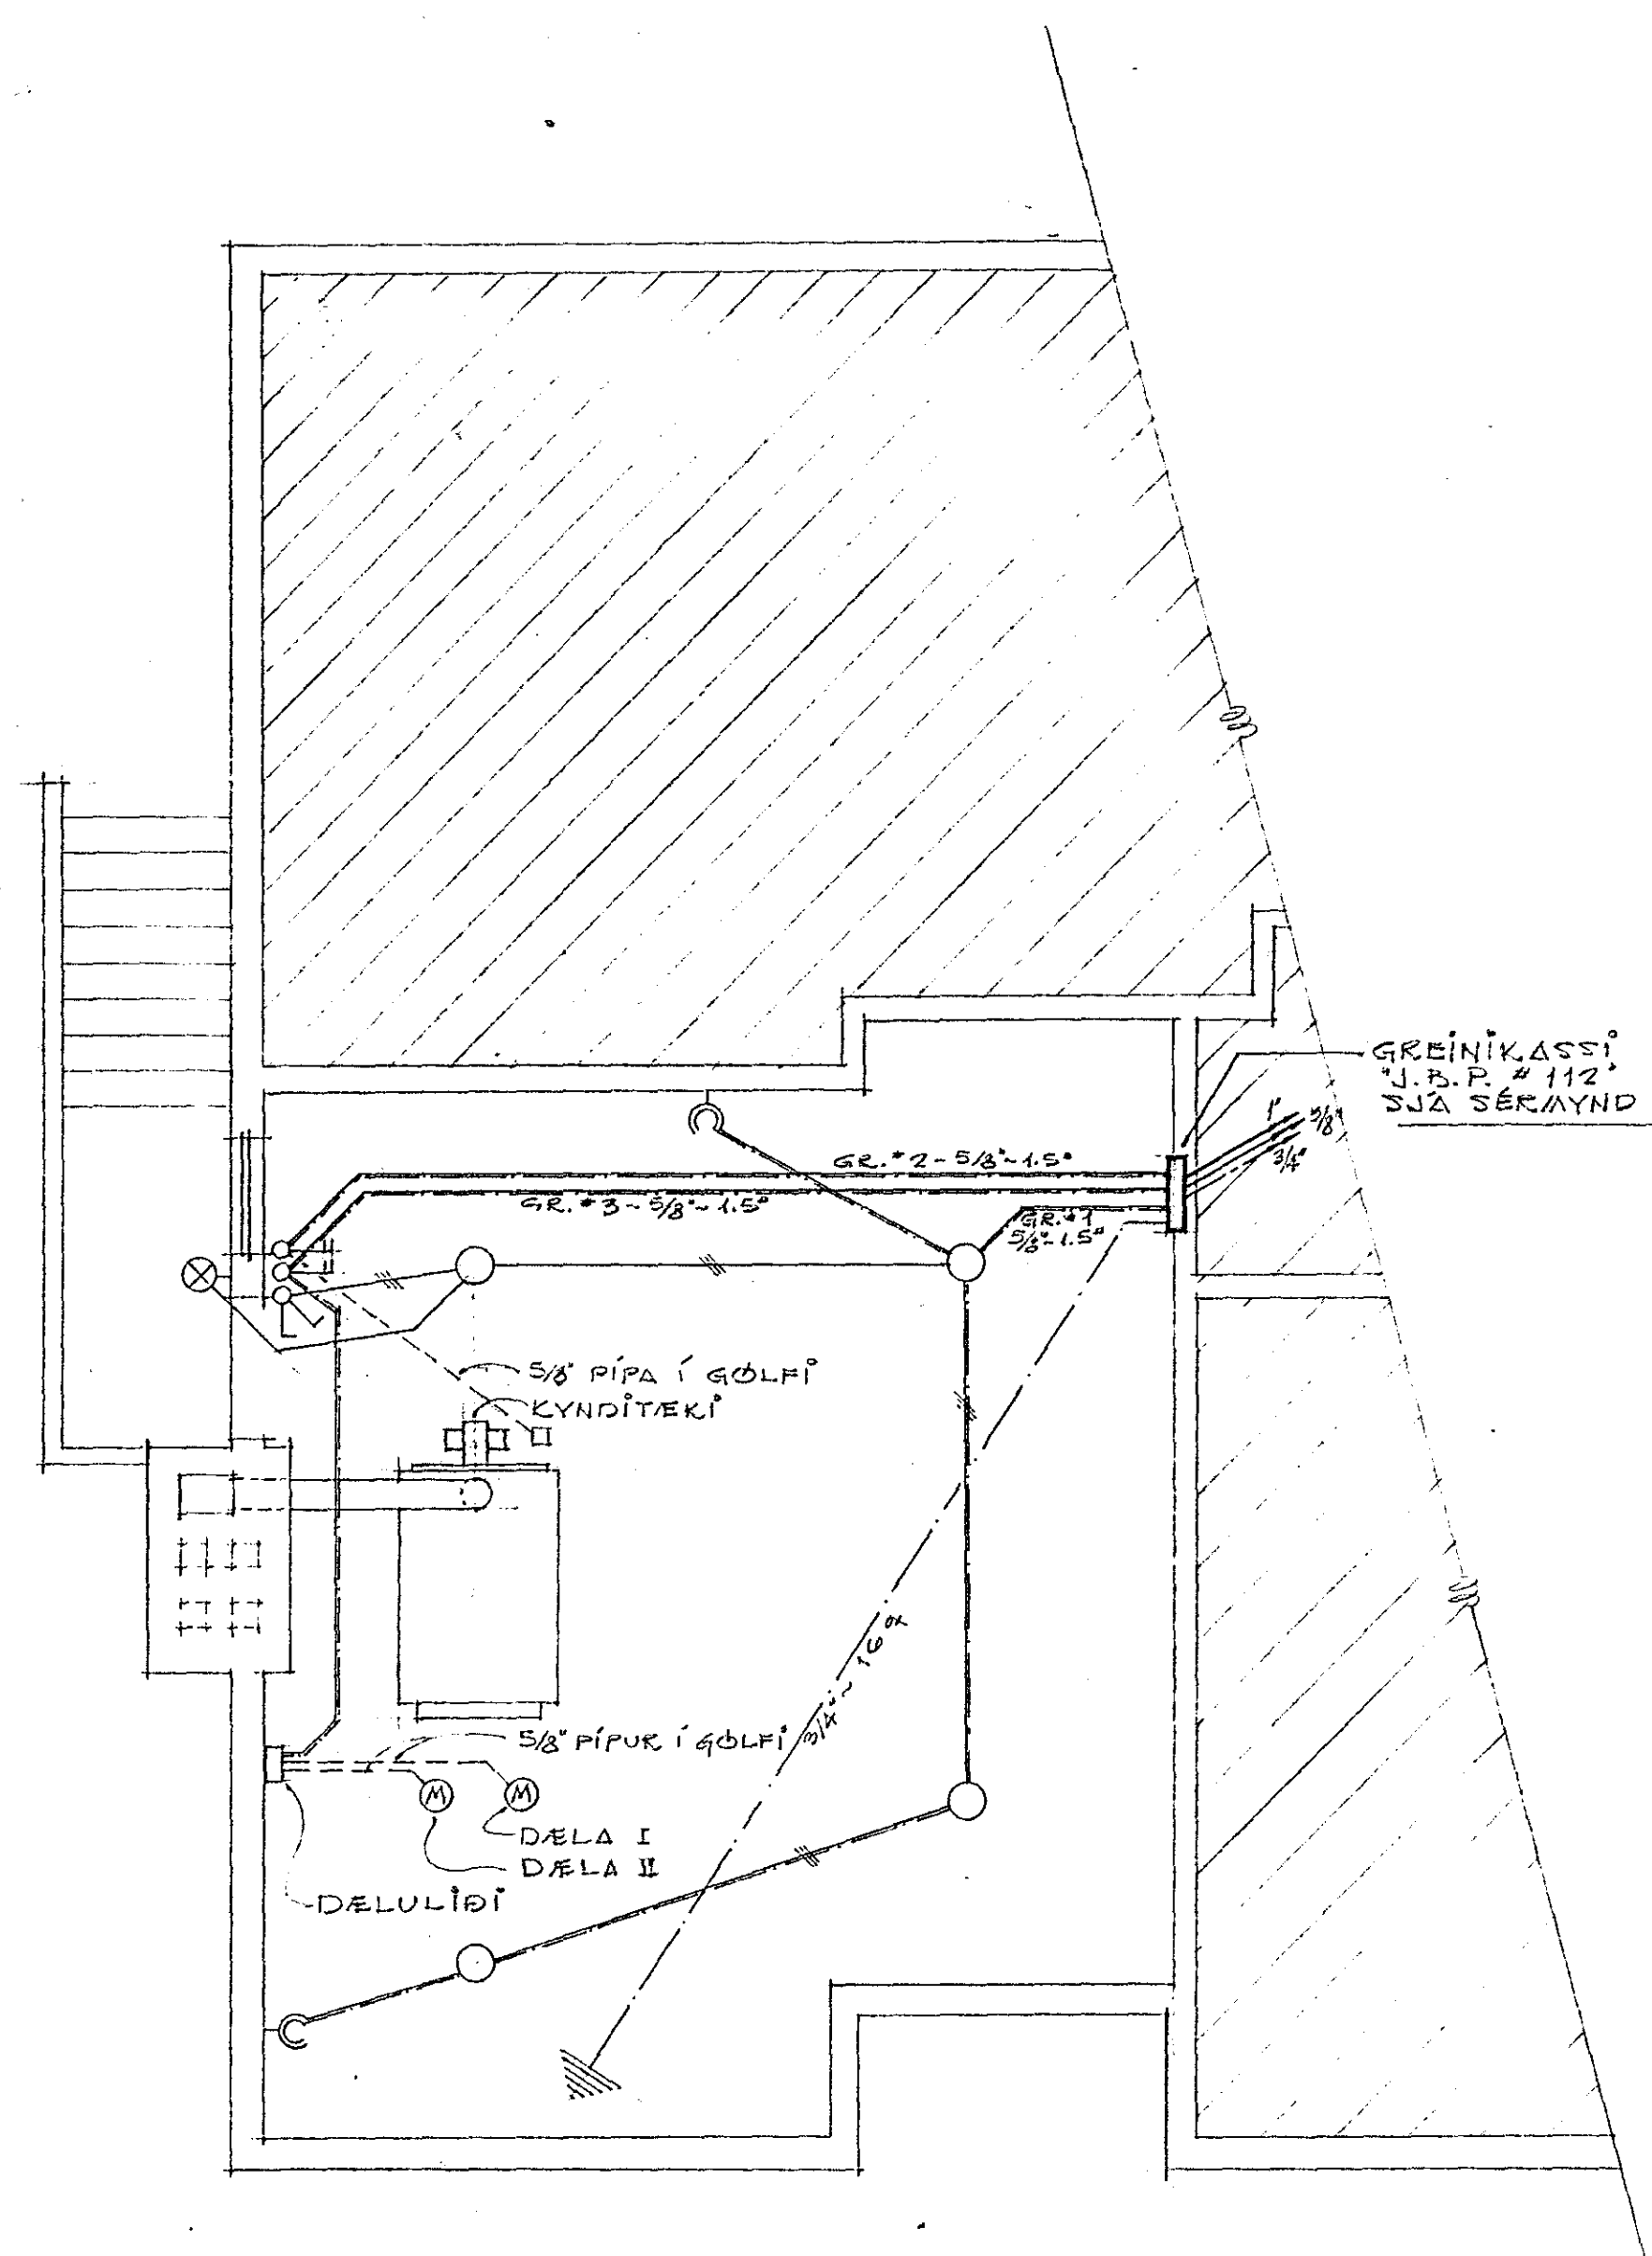 GREINIKASSI
"J.B.P. # 112"
SJÁ SÉRMYND
1"
5/8"
3/4"
GR. #2 - 5/8" ~ 1.5"
GR. #3 ~ 5/8" ~ 1.5"
GR. #1
5/8" ~ 1.5"
5/8" PÍPA Í GÓLFI
KYNDITÆKI
3/4" ~ 16
5/8" PÍPUR Í GÓLFI
M
M
DÆLA I
DÆLA II
DÆLULIÐI